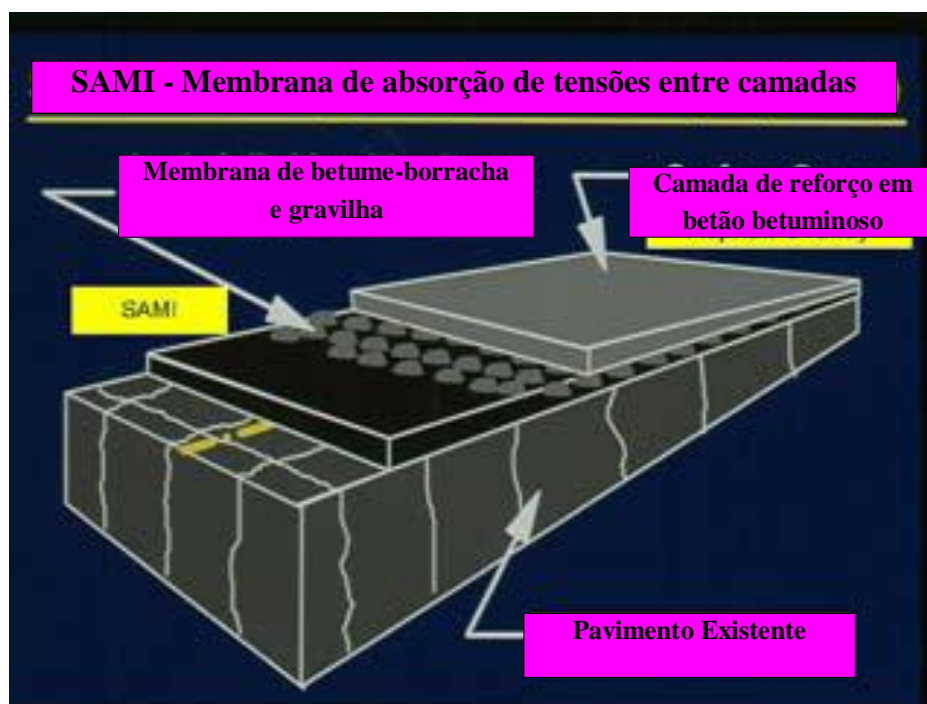 SAMI - Membrana de absorção de tensões entre camadas
Membrana de betume-borracha
e gravilha
Camada de reforço em
betão betuminoso
SAMI
Pavimento Existente